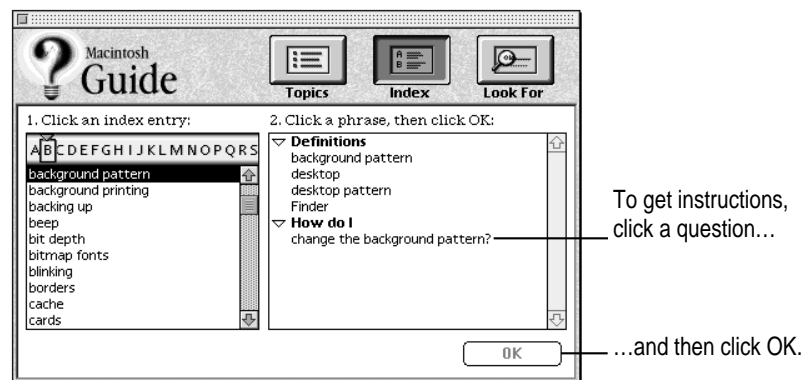 Macintosh
Guide
Topics
Index
Look For
1. Click an index entry:
A B C D E F G H I J K L M N O P Q R S
background pattern
background printing
backing up
beep
bit depth
bitmap fonts
blinking
borders
cache
cards
2. Click a phrase, then click OK:
Definitions
background pattern
desktop
desktop pattern
Finder
How do I
change the background pattern?
OK
To get instructions,
click a question…
…and then click OK.